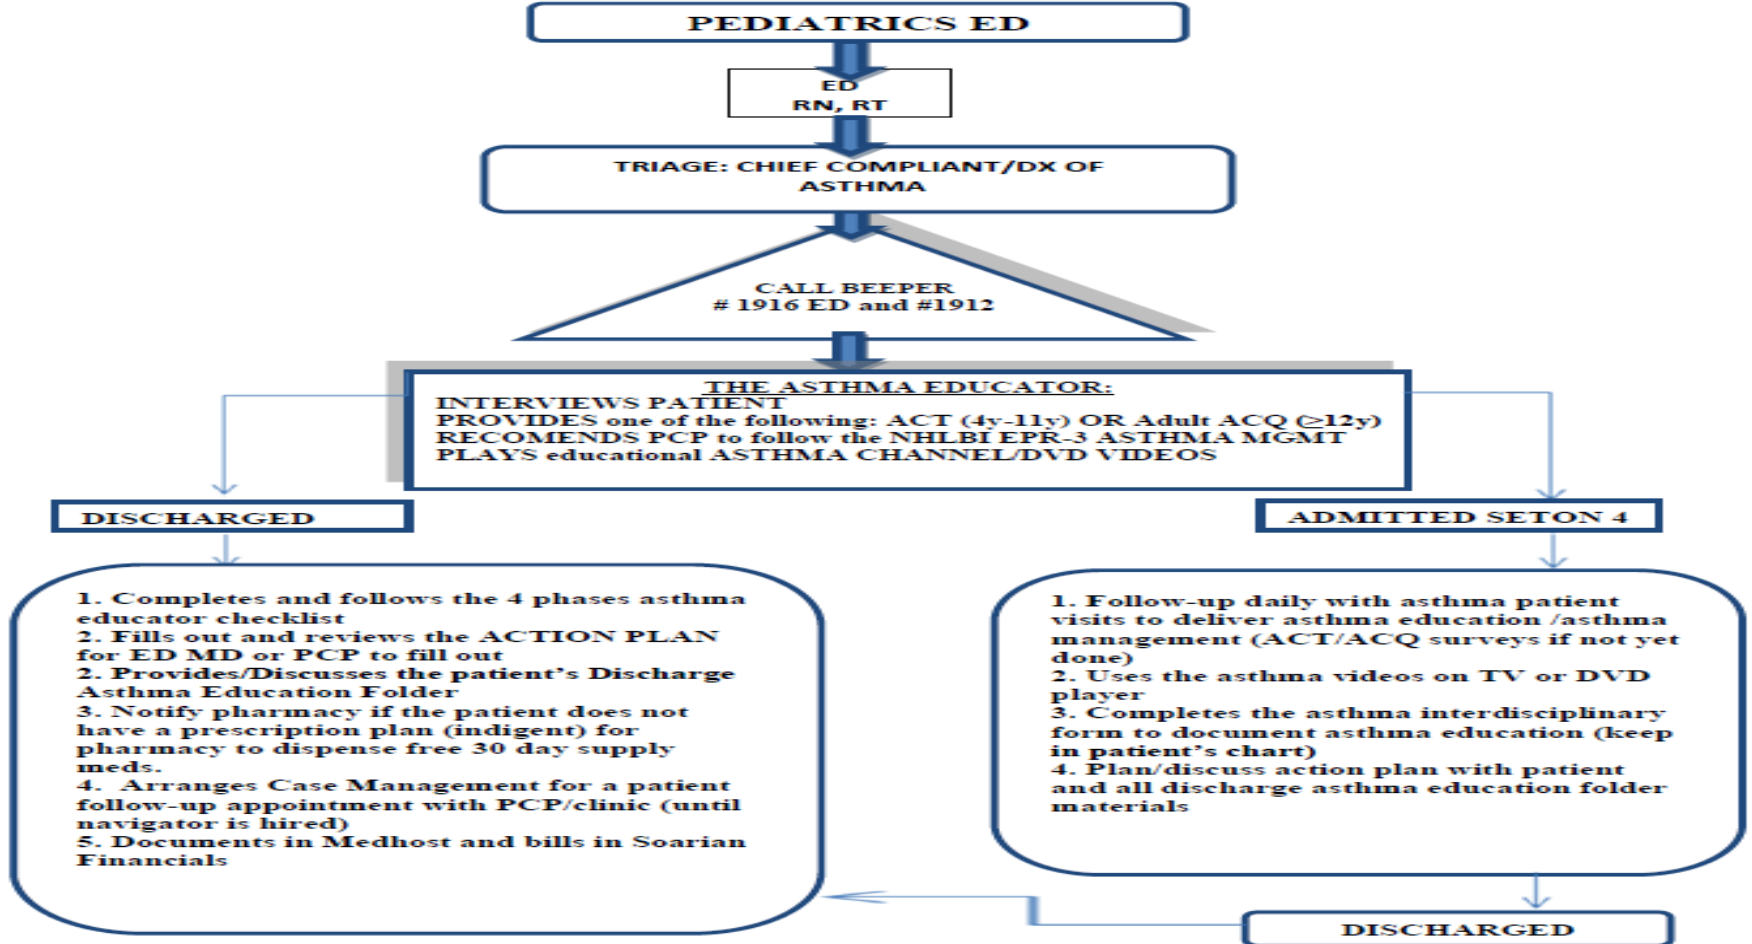 PEDIATRICS ED
ED
RN, RT
TRIAGE: CHIEF COMPLIANT/DX OF
ASTHMA
CALL BEEPER
# 1916 ED and #1912
THE ASTHMA EDUCATOR:
INTERVIEWS PATIENT
PROVIDES one of the following: ACT (4y-11y) OR Adult ACQ (≥12y)
RECOMENDS PCP to follow the NHLBI EPR-3 ASTHMA MGMT
PLAYS educational ASTHMA CHANNEL/DVD VIDEOS
DISCHARGED
1. Completes and follows the 4 phases asthma
educator checklist
2. Fills out and reviews the ACTION PLAN
for ED MD or PCP to fill out
2. Provides/Discusses the patient's Discharge
Asthma Education Folder
3. Notify pharmacy if the patient does not
have a prescription plan (indigent) for
pharmacy to dispense free 30 day supply
meds.
4. Arranges Case Management for a patient
follow-up appointment with PCP/clinic (until
navigator is hired)
5. Documents in Medhost and bills in Soarian
Financials
ADMITTED SETON 4
1. Follow-up daily with asthma patient
visits to deliver asthma education /asthma
management (ACT/ACQ surveys if not yet
done)
2. Uses the asthma videos on TV or DVD
player
3. Completes the asthma interdisciplinary
form to document asthma education (keep
in patient's chart)
4. Plan/discuss action plan with patient
and all discharge asthma education folder
materials
DISCHARGED